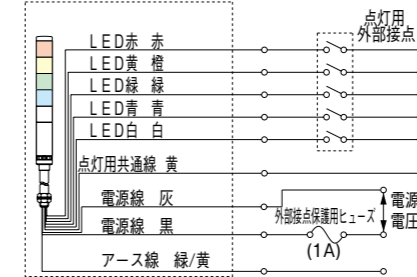 点灯用
外部接点
LED赤 赤
LED黄 橙
LED緑 緑
LED青 青
LED白 白
点灯用共通線 黄
電源線 灰
電源
電圧
外部接点保護用ヒューズ
電源線 黒
(1A)
アース線 緑/黄